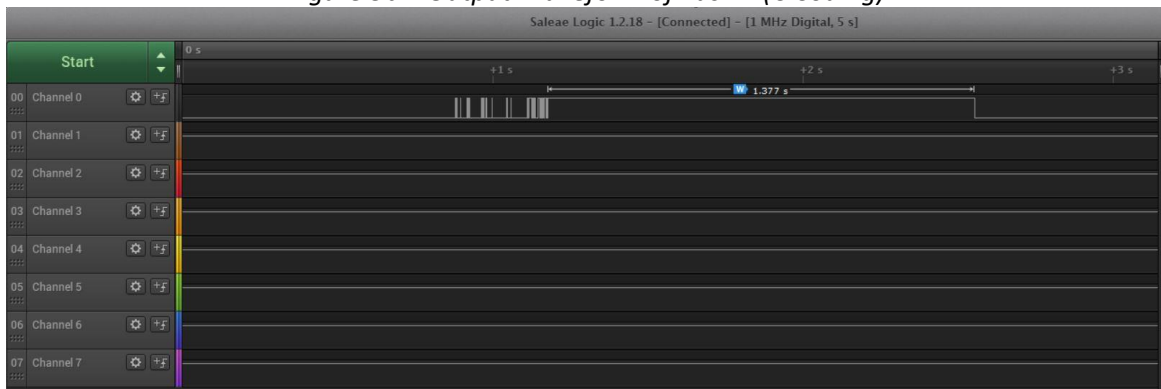 Saleae Logic 1.2.18 - [Connected] - [1 MHz Digital, 5 s]
Start
0 s
+1 s
+2 s
+3 s
00 Channel 0
W 1.377 s
01 Channel 1
02 Channel 2
03 Channel 3
04 Channel 4
05 Channel 5
06 Channel 6
07 Channel 7